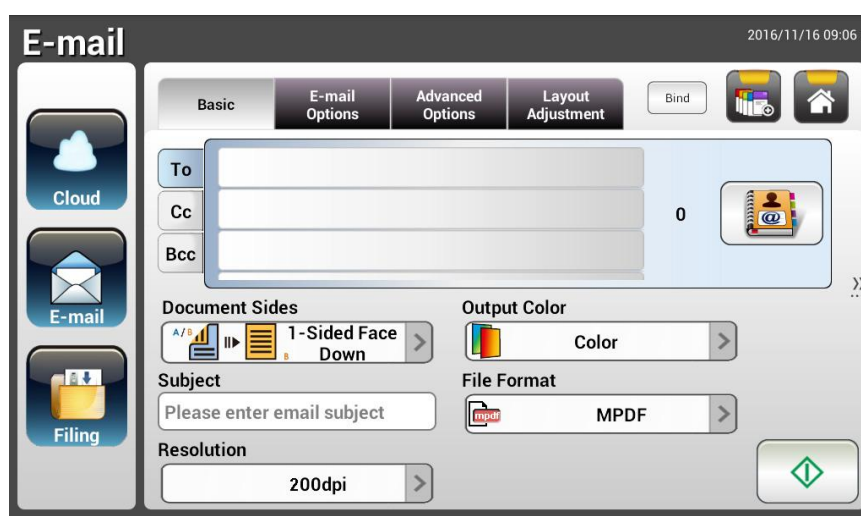 E-mail
2016/11/16 09:06
Basic
E-mail
Options
Advanced
Options
Layout
Adjustment
Bind
Cloud
E-mail
Filing
To
Cc
Bcc
0
@
Document Sides
Output Color
A/B
B
1-Sided Face
Down
Color
Subject
File Format
Please enter email subject
mpdf
MPDF
Resolution
200dpi